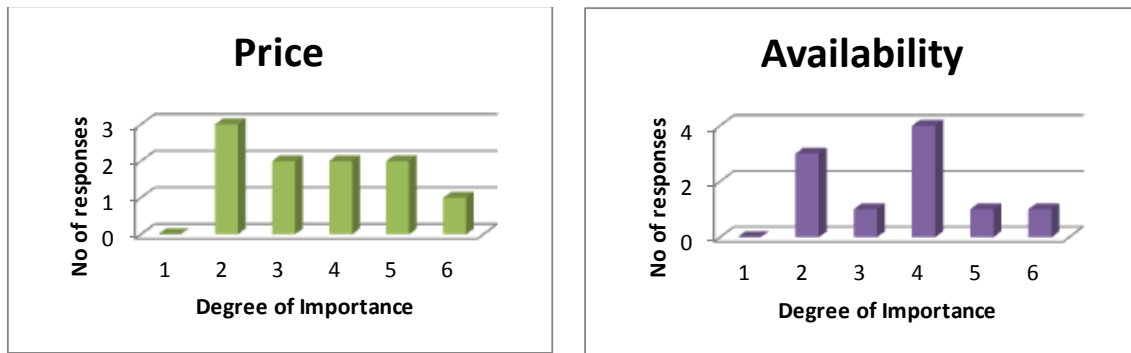 Price
No of responses
3
2
1
0
1 2 3 4 5 6
Degree of Importance
Availability
No of responses
4
2
0
1 2 3 4 5 6
Degree of Importance